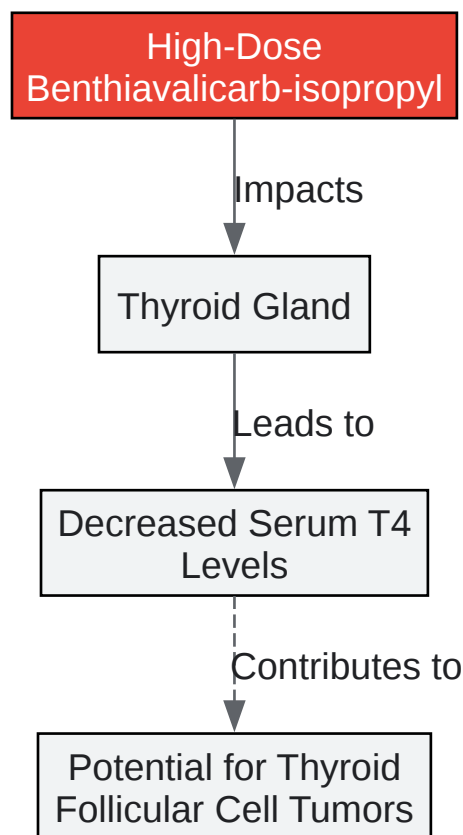 High-Dose
Benthiavalicarb-isopropyl
Impacts
Thyroid Gland
Leads to
Decreased Serum T4
Levels
Contributes to
Potential for Thyroid
Follicular Cell Tumors